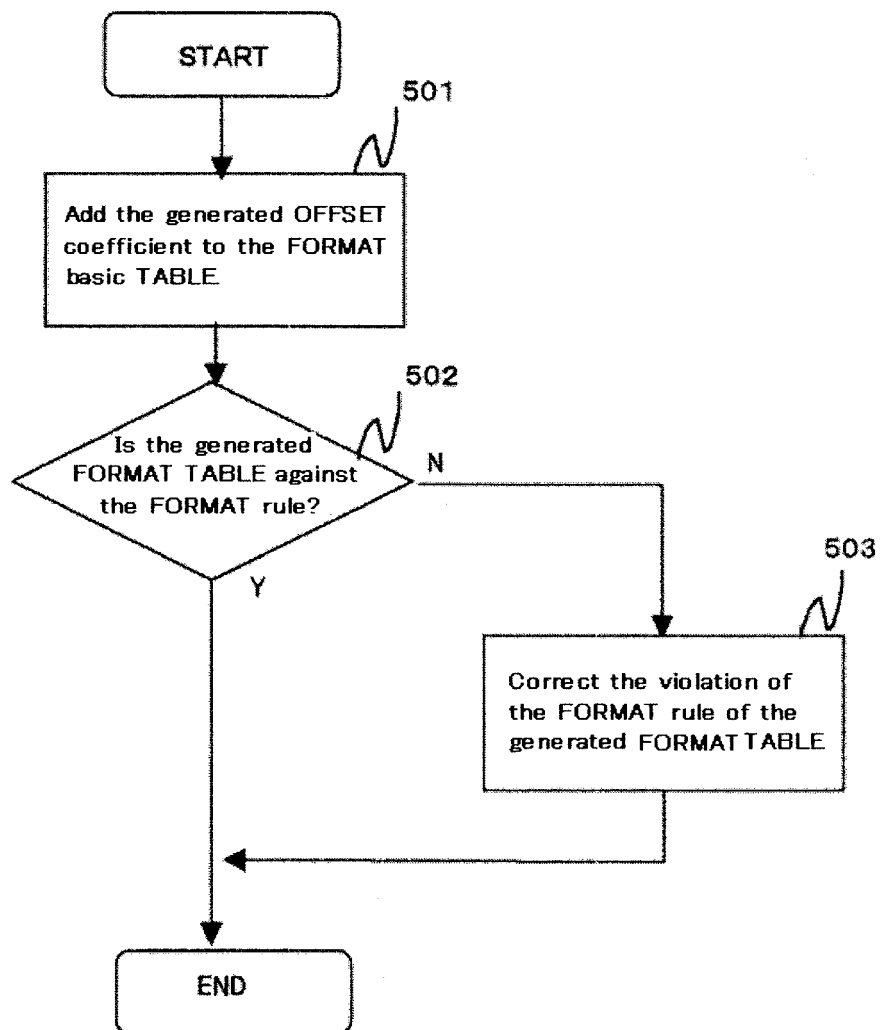 START
501
Add the generated OFFSET
coefficient to the FORMAT
basic TABLE
502
Is the generated
FORMAT TABLE against
the FORMAT rule?
N
Y
503
Correct the violation of
the FORMAT rule of the
generated FORMAT TABLE
END